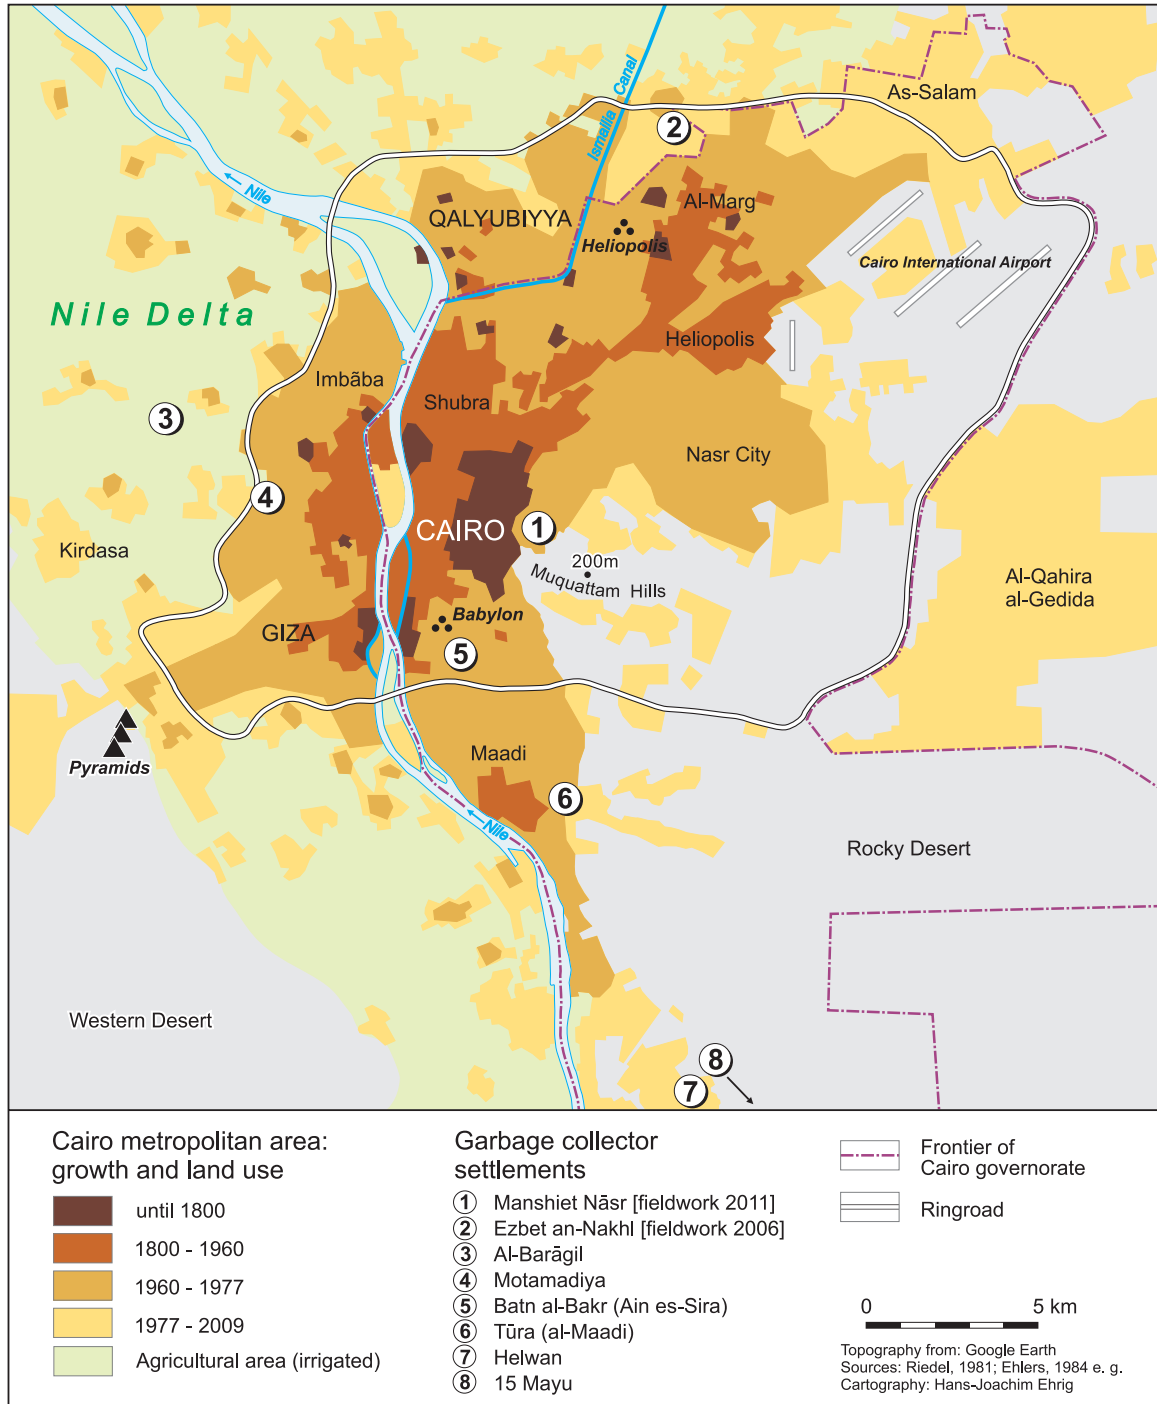 Ismailia Canal
As-Salam
2
Nile
QALYUBIYYA
Al-Marg
Heliopolis
Cairo International Airport
Nile Delta
Heliopolis
Imbãba
Shubra
3
Nasr City
4
CAIRO
1
Kirdasa
200m
Muquattam Hills
Al-Qahira
al-Gedida
Babylon
GIZA
5
Maadi
Pyramids
6
Nile
Rocky Desert
Western Desert
8
7
Cairo metropolitan area:
growth and land use
until 1800
1800 - 1960
1960 - 1977
1977 - 2009
Agricultural area (irrigated)
Garbage collector
settlements
1 Manshiet Nāsr [fieldwork 2011]
2 Ezbet an-Nakhl [fieldwork 2006]
3 Al-Barāgil
4 Motamadiya
5 Batn al-Bakr (Ain es-Sira)
6 Tūra (al-Maadi)
7 Helwan
8 15 Mayu
Frontier of
Cairo governorate
Ringroad
0 5 km
Topography from: Google Earth
Sources: Riedel, 1981; Ehlers, 1984 e. g.
Cartography: Hans-Joachim Ehrig